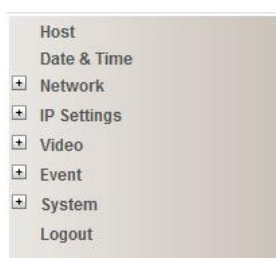 Host
Date & Time
Network
IP Settings
Video
Event
System
Logout